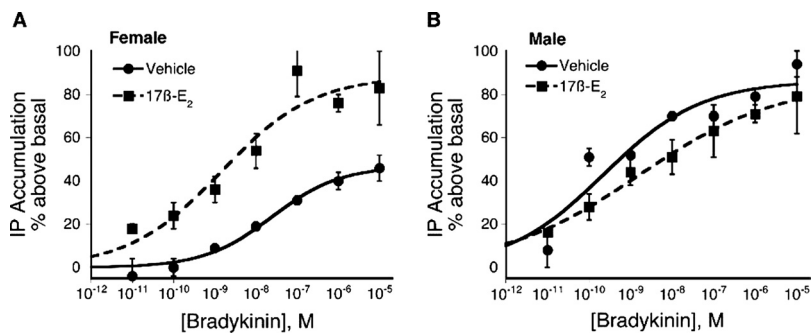 A
Female
Vehicle
17ß-E₂
IP Accumulation
% above basal
100
80
60
40
20
0
10⁻¹² 10⁻¹¹ 10⁻¹⁰ 10⁻⁹ 10⁻⁸ 10⁻⁷ 10⁻⁶ 10⁻⁵
[Bradykinin], M
B
Male
Vehicle
17ß-E₂
IP Accumulation
% above basal
100
80
60
40
20
0
10⁻¹² 10⁻¹¹ 10⁻¹⁰ 10⁻⁹ 10⁻⁸ 10⁻⁷ 10⁻⁶ 10⁻⁵
[Bradykinin], M